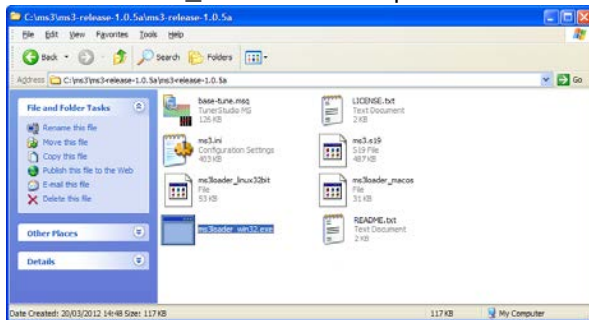 C:\ms3\ms3-release-1.0.5a\ms3-release-1.0.5a
File Edit View Favorites Tools Help
Back Search Folders
Address C:\ms3\ms3-release-1.0.5a\ms3-release-1.0.5a Go
File and Folder Tasks
Rename this file
Move this file
Copy this file
Publish this file to the Web
E-mail this file
Delete this file
Other Places
Details
base-tune.msq
TunerStudio MS
126 KB
LICENSE.txt
Text Document
2 KB
ms3.ini
Configuration Settings
403 KB
ms3.s19
S19 File
487 KB
ms3loader_linux32bit
File
53 KB
ms3loader_macos
File
31 KB
ms3loader_win32.exe
README.txt
Text Document
2 KB
Date Created: 20/03/2012 14:48 Size: 117 KB 117 KB My Computer